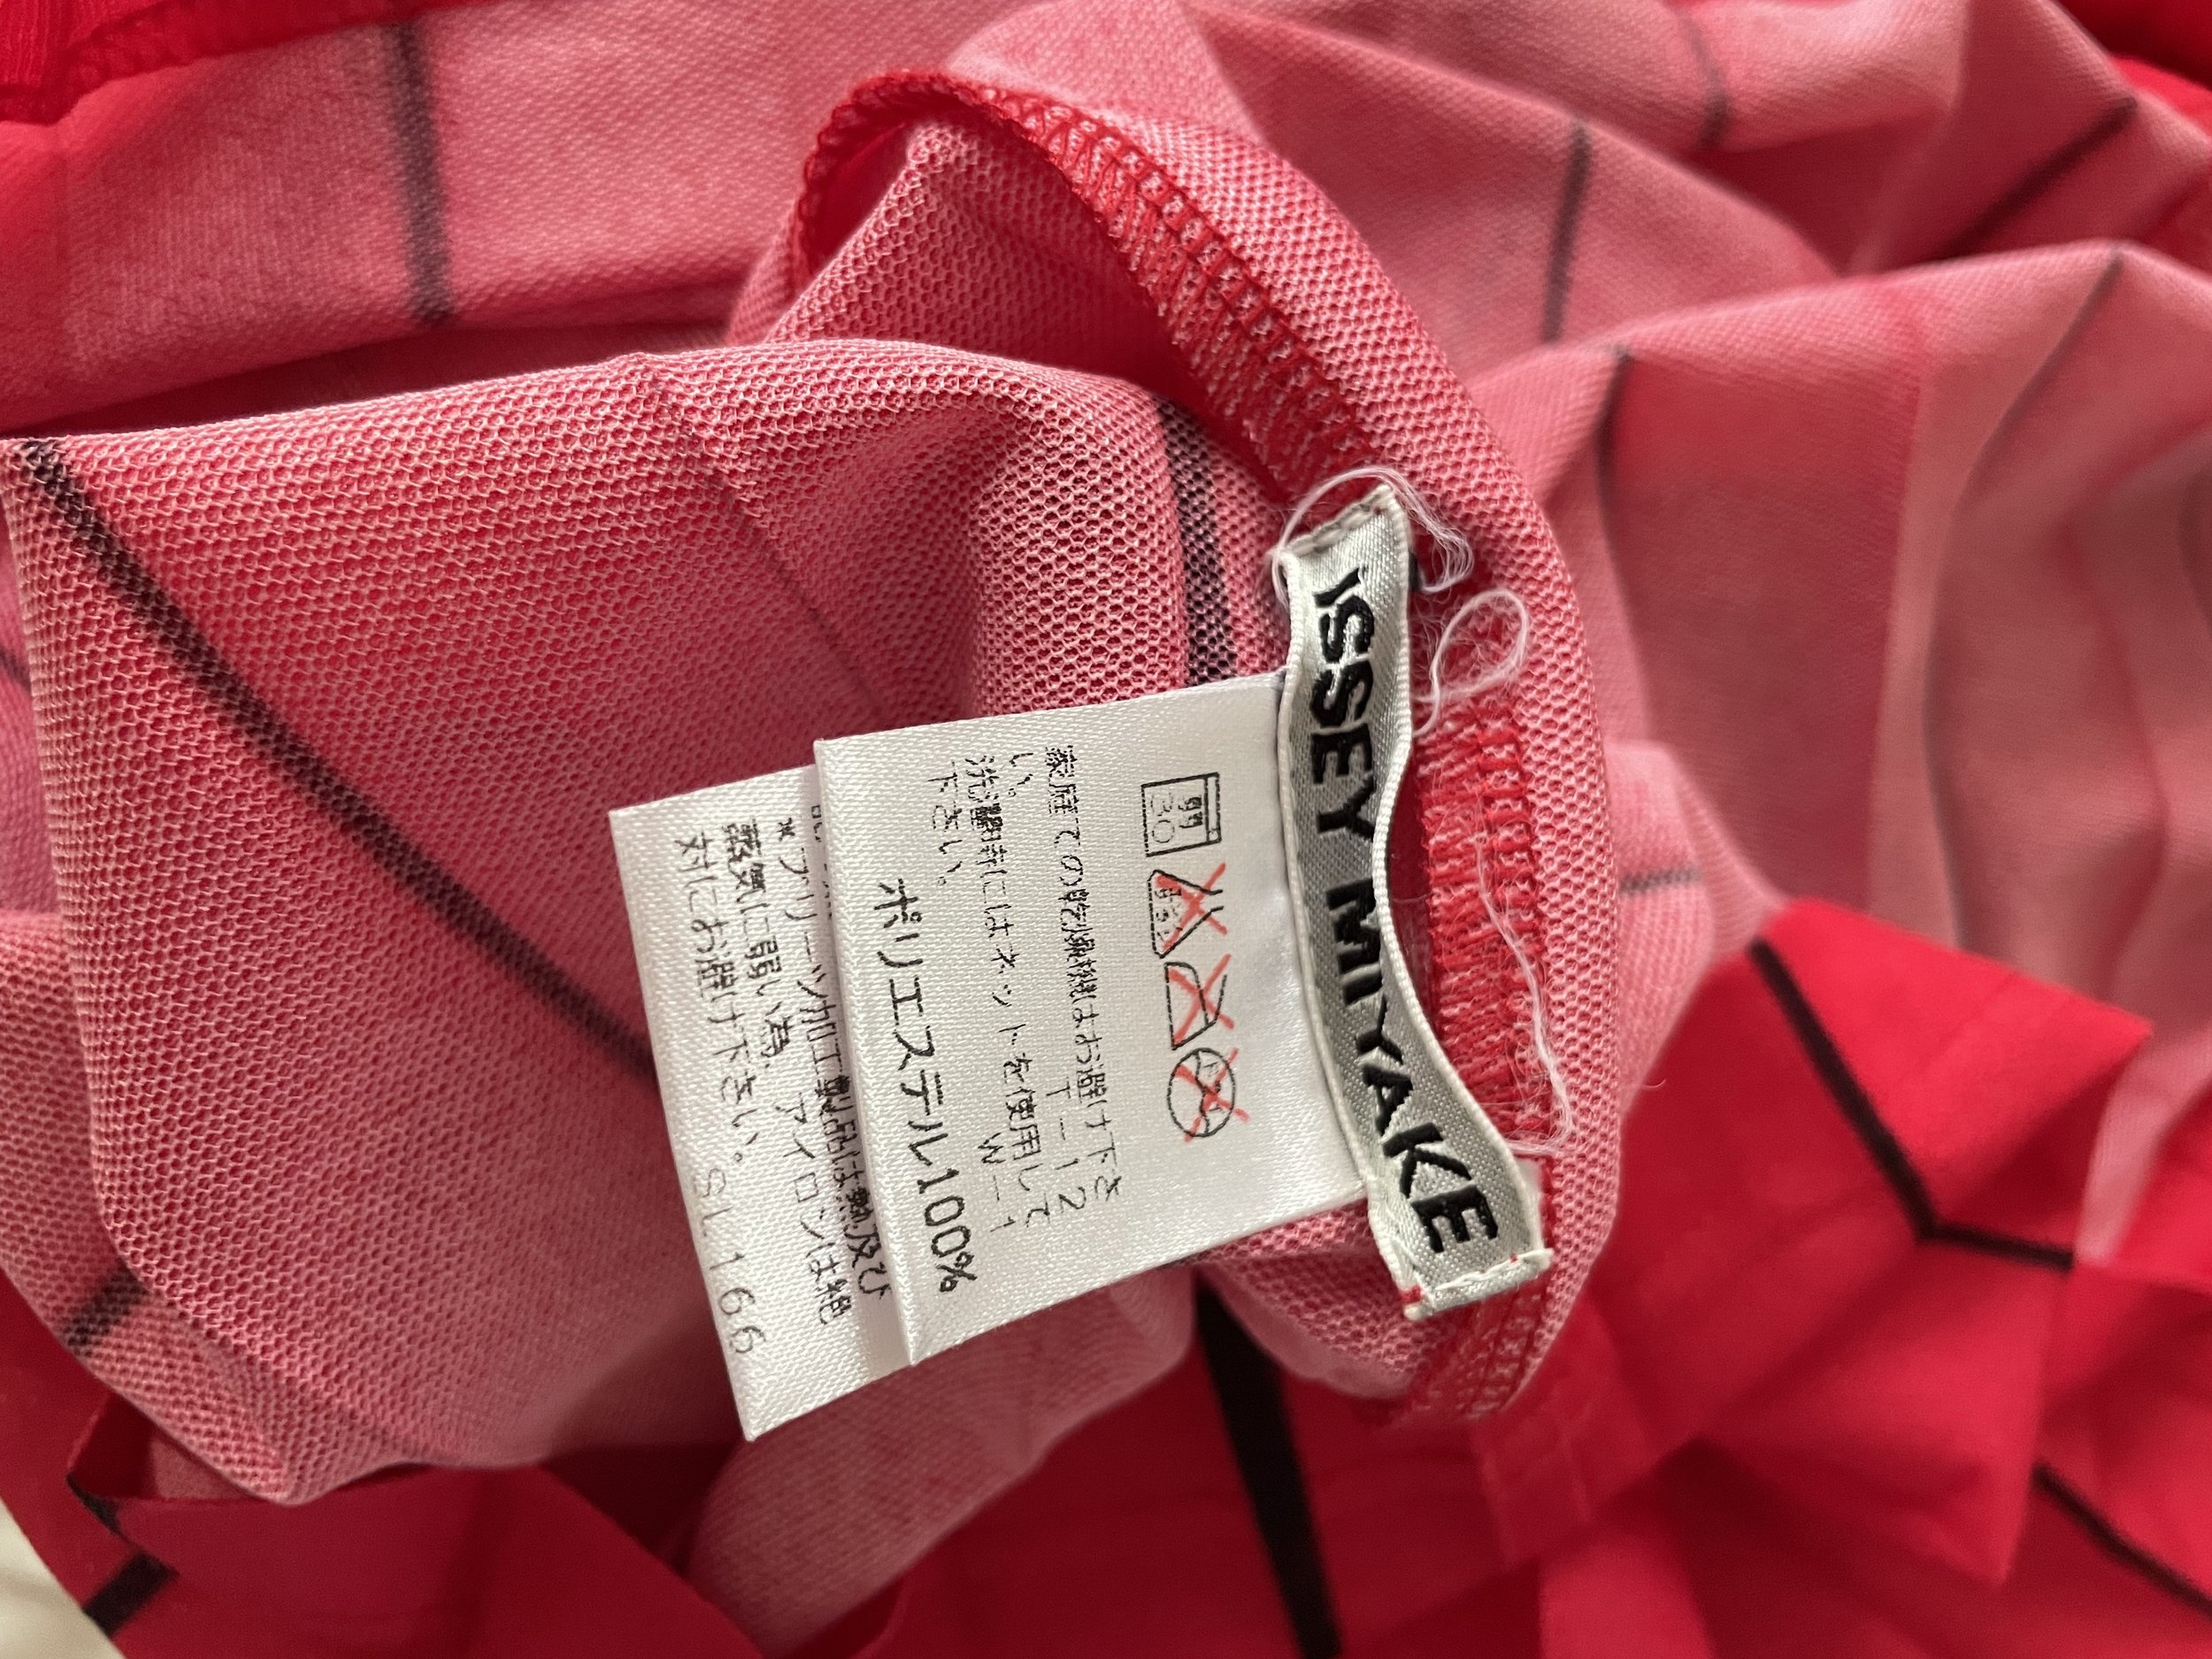 ISSEY MIYAKE
30
家庭での乾燥機はお避け下さ
い。 T-12
洗濯時にはネットを使用して
下さい。 W-1
ポリエステル100%
*プリーツ加工製品は熱及び
蒸気に弱い為、アイロンは絶
対にお避け下さい。
SL166